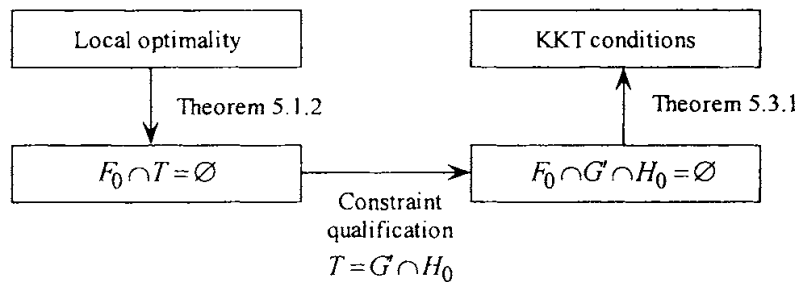 Local optimality
KKT conditions
Theorem 5.1.2
Theorem 5.3.1
F₀ ∩ T = ∅
F₀ ∩ G′ ∩ H₀ = ∅
Constraint
qualification
T = G′ ∩ H₀